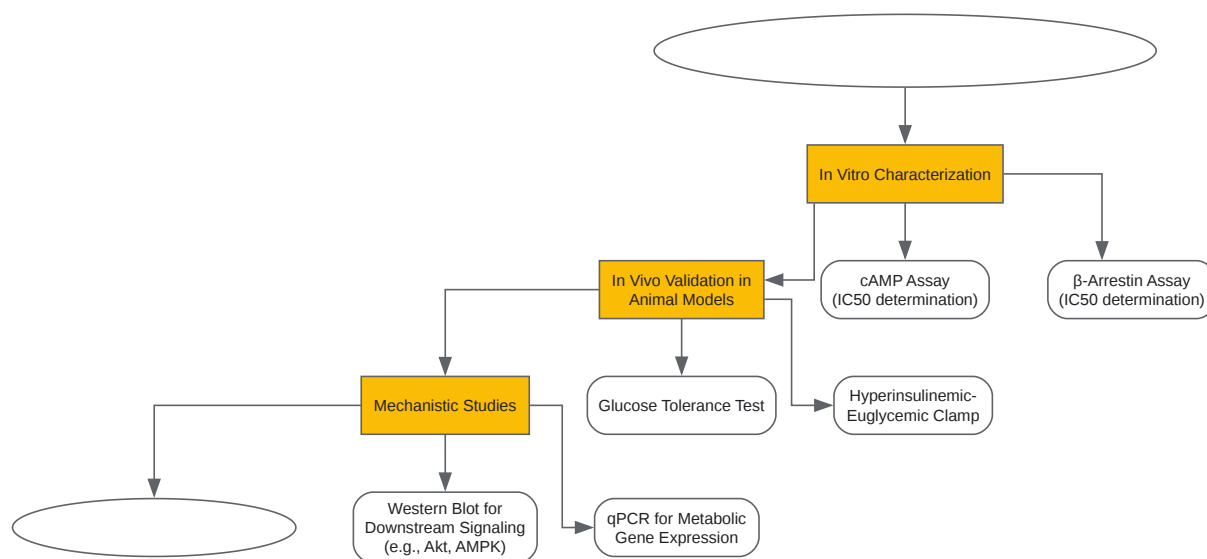 In Vitro Characterization
In Vivo Validation in
Animal Models
cAMP Assay
(IC50 determination)
β-Arrestin Assay
(IC50 determination)
Mechanistic Studies
Glucose Tolerance Test
Hyperinsulinemic-
Euglycemic Clamp
Western Blot for
Downstream Signaling
(e.g., Akt, AMPK)
qPCR for Metabolic
Gene Expression